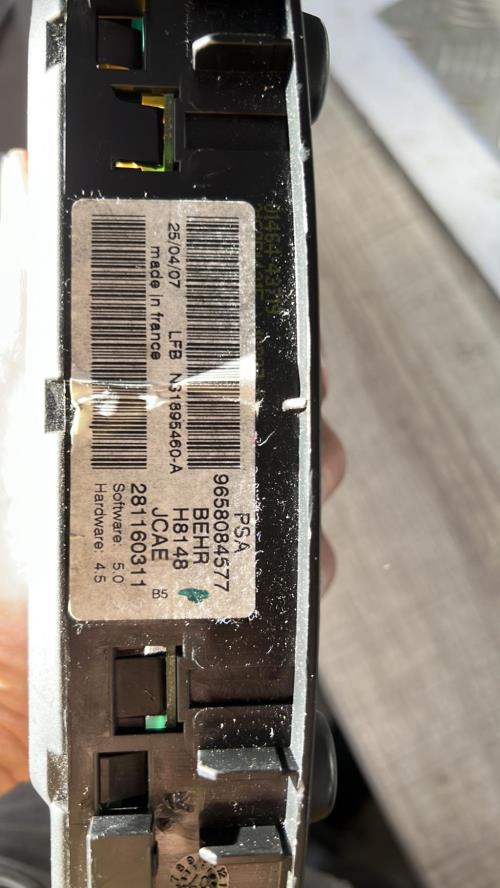 PSA
9658084577
BEHR
H8148
JCAE B5
281160311
Software: 5.0
Hardware: 4.5
N31895460-A
LFB
25/04/07
made in france